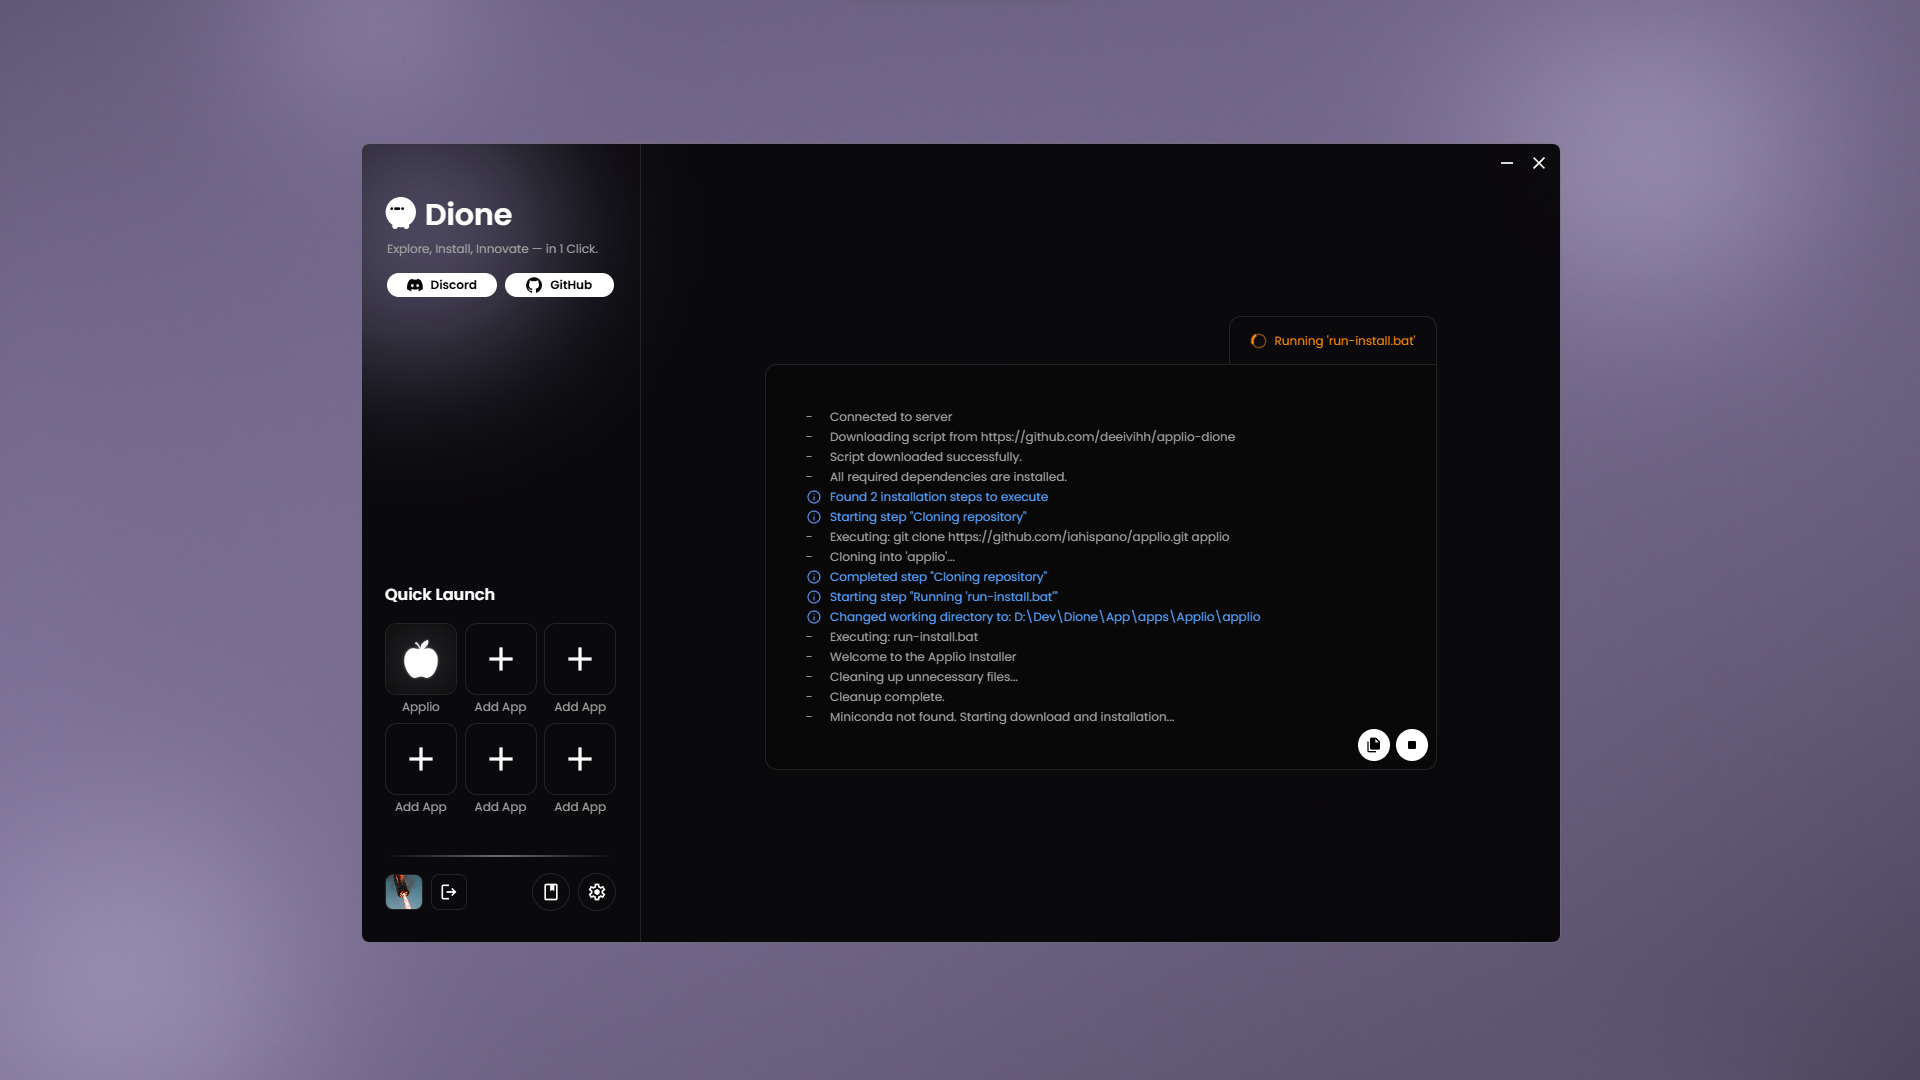 Dione
Explore, Install, Innovate — in 1 Click.
Discord
GitHub
Quick Launch
Applio
Add App
Add App
Add App
Add App
Add App
Running 'run-install.bat'
- Connected to server
- Downloading script from https://github.com/deeivihh/applio-dione
- Script downloaded successfully.
- All required dependencies are installed.
Found 2 installation steps to execute
Starting step "Cloning repository"
- Executing: git clone https://github.com/iahispano/applio.git applio
- Cloning into 'applio'...
Completed step "Cloning repository"
Starting step "Running 'run-install.bat'"
Changed working directory to: D:\Dev\Dione\App\apps\Applio\applio
- Executing: run-install.bat
- Welcome to the Applio Installer
- Cleaning up unnecessary files...
- Cleanup complete.
- Miniconda not found. Starting download and installation...